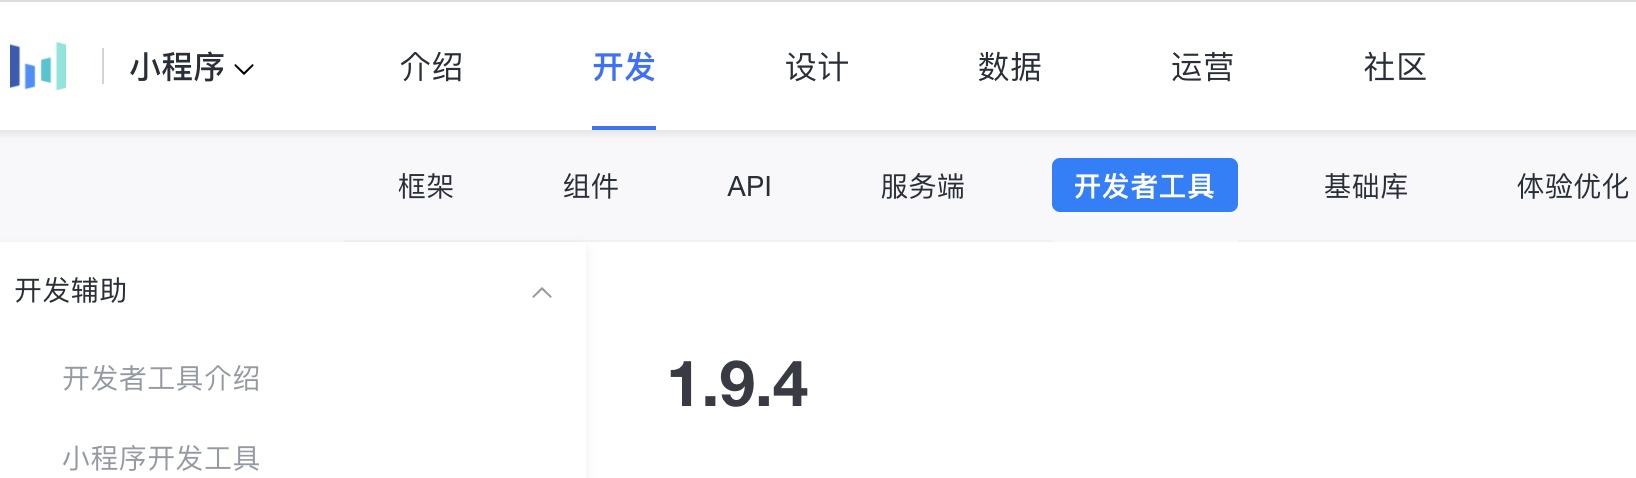 小程序 介绍 开发 设计 数据 运营 社区
框架 组件 API 服务端 开发者工具 基础库 体验优化
开发辅助
开发者工具介绍
小程序开发工具
1.9.4